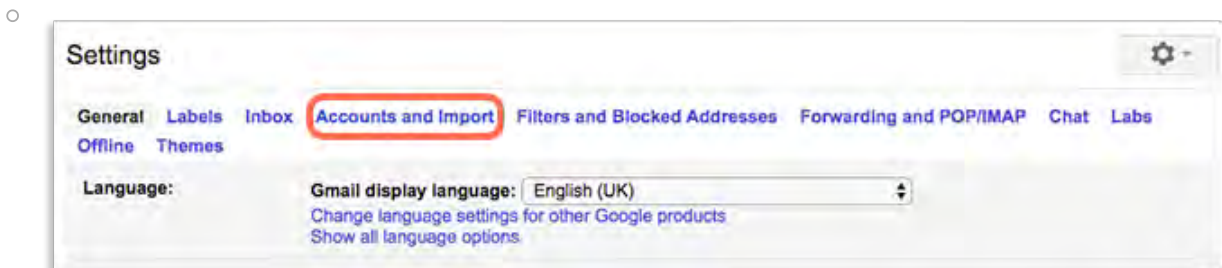 Settings
General Labels Inbox Accounts and Import Filters and Blocked Addresses Forwarding and POP/IMAP Chat Labs
Offline Themes
Language: Gmail display language: English (UK)
Change language settings for other Google products
Show all language options